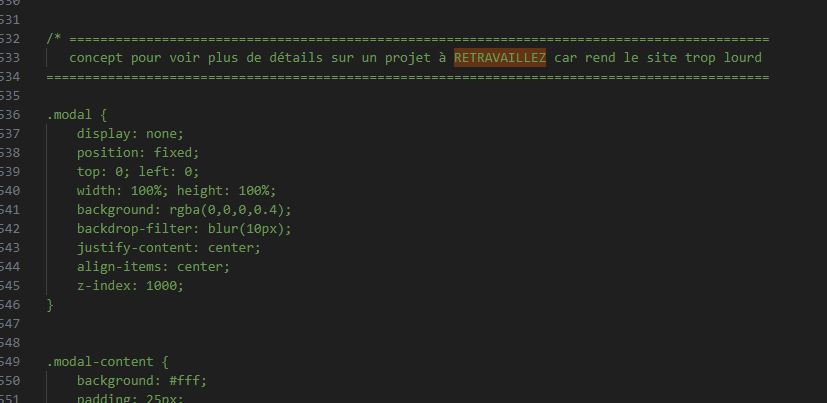 530
531
532 /* ===========================================================================================
533 concept pour voir plus de détails sur un projet à RETRAVAILLEZ car rend le site trop lourd
534 ==============================================================================================
535
536 .modal {
537 display: none;
538 position: fixed;
539 top: 0; left: 0;
540 width: 100%; height: 100%;
541 background: rgba(0,0,0,0.4);
542 backdrop-filter: blur(10px);
543 justify-content: center;
544 align-items: center;
545 z-index: 1000;
546 }
547
548
549 .modal-content {
550 background: #fff;
551 padding: 25px;